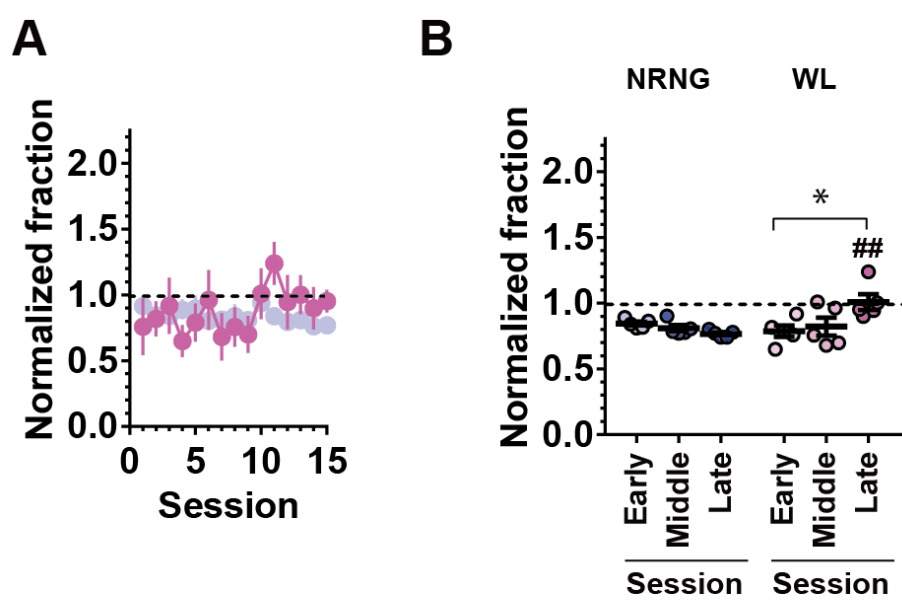 A
Normalized fraction
2.0
1.5
1.0
0.5
0.0
0 5 10 15
Session
B
NRNG WL
Normalized fraction
2.0
1.5
1.0
0.5
0.0
*
##
Early Middle Late Early Middle Late
Session Session